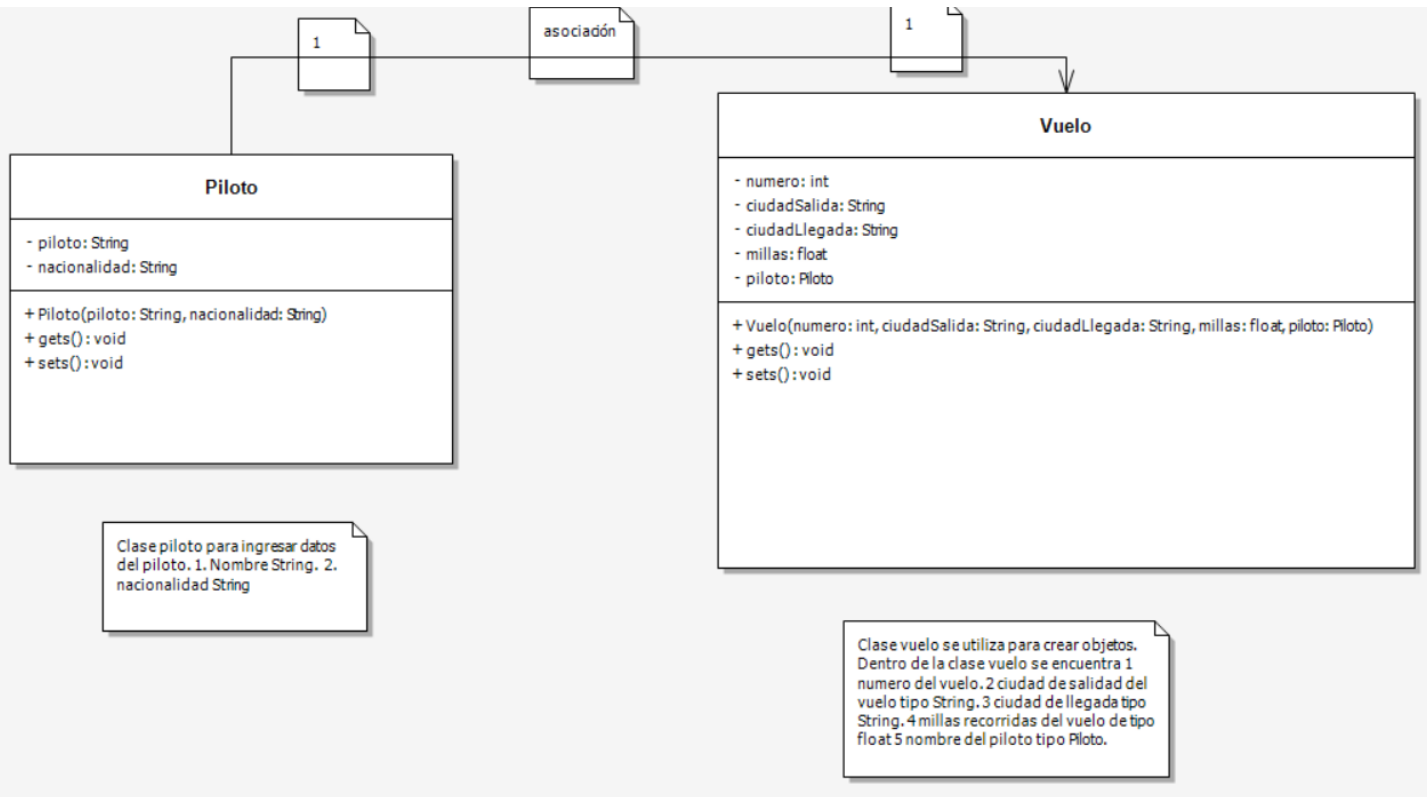 1
asociación
1
Piloto
- piloto: String
- nacionalidad: String
+ Piloto(piloto: String, nacionalidad: String)
+ gets(): void
+ sets(): void
Clase piloto para ingresar datos
del piloto. 1. Nombre String. 2.
nacionalidad String
Vuelo
- numero: int
- ciudadSalida: String
- ciudadLlegada: String
- millas: float
- piloto: Piloto
+ Vuelo(numero: int, ciudadSalida: String, ciudadLlegada: String, millas: float, piloto: Piloto)
+ gets(): void
+ sets(): void
Clase vuelo se utiliza para crear objetos.
Dentro de la clase vuelo se encuentra 1
numero del vuelo. 2 ciudad de salidad del
vuelo tipo String. 3 ciudad de llegada tipo
String. 4 millas recorridas del vuelo de tipo
float 5 nombre del piloto tipo Piloto.